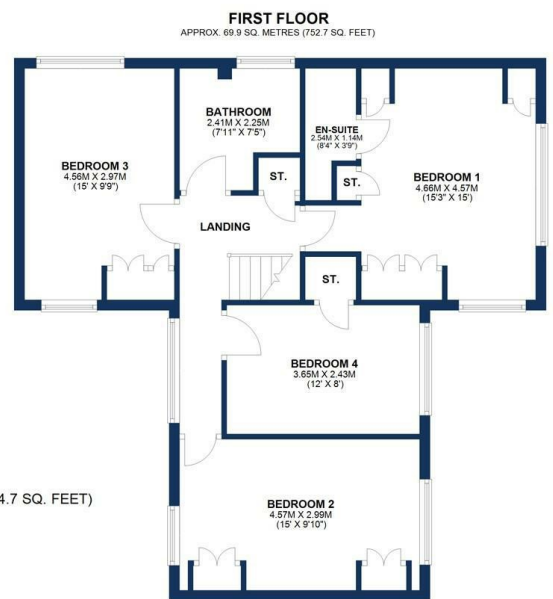 FIRST FLOOR
APPROX. 69.9 SQ. METRES (752.7 SQ. FEET)
BATHROOM
2.41M X 2.25M
(7'11" X 7'5")
EN-SUITE
2.54M X 1.14M
(8'4" X 3'9")
BEDROOM 3
4.56M X 2.97M
(15' X 9'9")
ST.
ST.
BEDROOM 1
4.66M X 4.57M
(15'3" X 15')
LANDING
ST.
BEDROOM 4
3.65M X 2.43M
(12' X 8')
4.7 SQ. FEET)
BEDROOM 2
4.57M X 2.99M
(15' X 9'10")